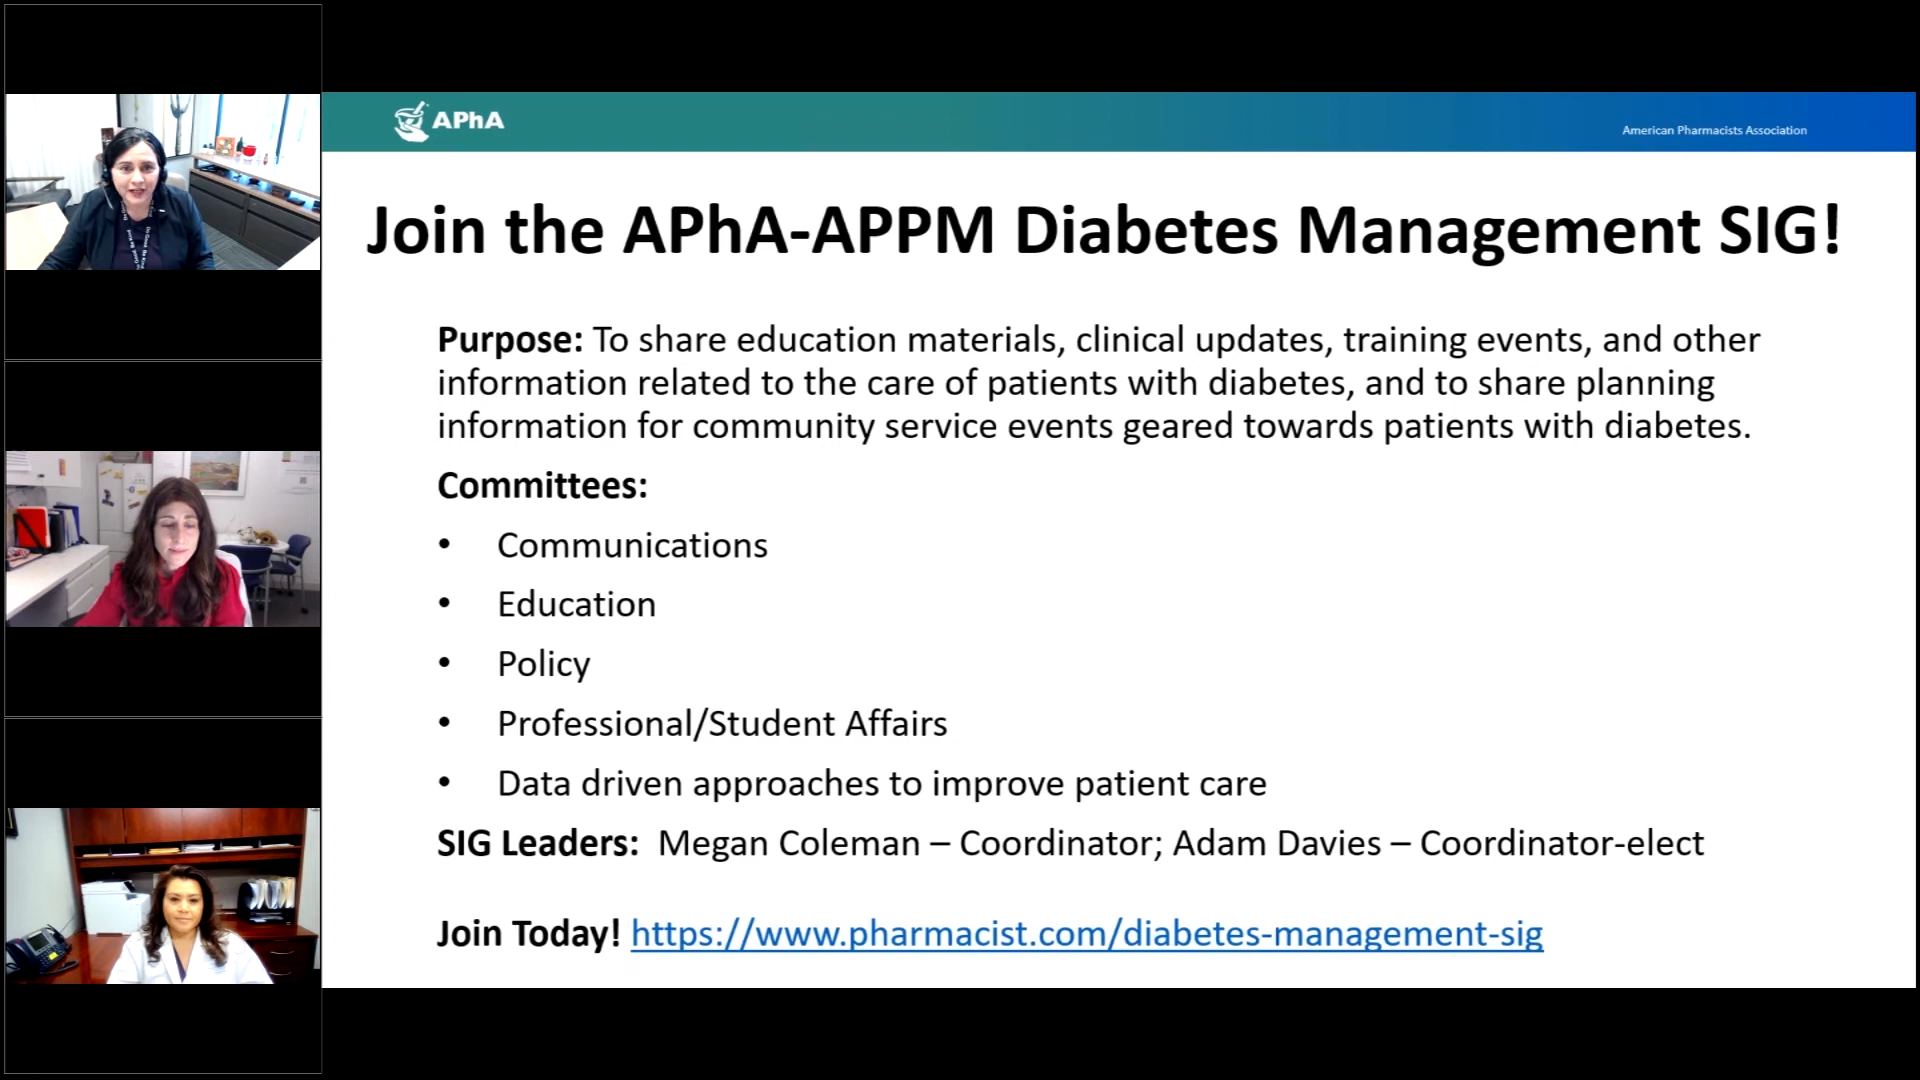 APhA
American Pharmacists Association
Join the APhA-APPM Diabetes Management SIG!
Purpose: To share education materials, clinical updates, training events, and other
information related to the care of patients with diabetes, and to share planning
information for community service events geared towards patients with diabetes.
Committees:
• Communications
• Education
• Policy
• Professional/Student Affairs
• Data driven approaches to improve patient care
SIG Leaders: Megan Coleman – Coordinator; Adam Davies – Coordinator-elect
Join Today! https://www.pharmacist.com/diabetes-management-sig